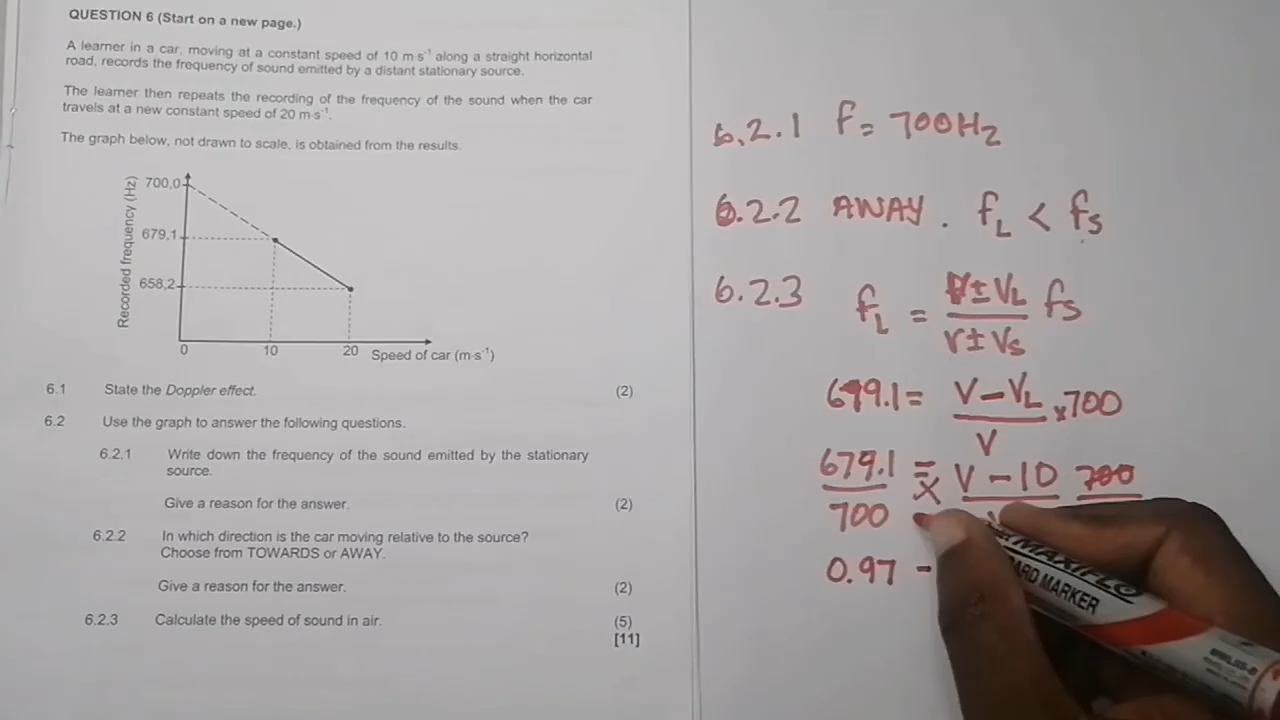 QUESTION 6 (Start on a new page.)
A learner in a car, moving at a constant speed of 10 m·s⁻¹ along a straight horizontal
road, records the frequency of sound emitted by a distant stationary source.
The learner then repeats the recording of the frequency of the sound when the car
travels at a new constant speed of 20 m·s⁻¹.
The graph below, not drawn to scale, is obtained from the results.
Recorded frequency (Hz)
700,0
679,1
658,2
0 10 20 Speed of car (m·s⁻¹)
6.1 State the Doppler effect. (2)
6.2 Use the graph to answer the following questions.
6.2.1 Write down the frequency of the sound emitted by the stationary
source.
Give a reason for the answer. (2)
6.2.2 In which direction is the car moving relative to the source?
Choose from TOWARDS or AWAY.
Give a reason for the answer. (2)
6.2.3 Calculate the speed of sound in air. (5)
[11]
6.2.1 f = 700Hz
6.2.2 AWAY. fL < fs
6.2.3 fL = V ± VL / V ± Vs fs
679.1 = V - VL / V × 700
679.1 / 700 = V - 10 700
0.97 -
MARKER